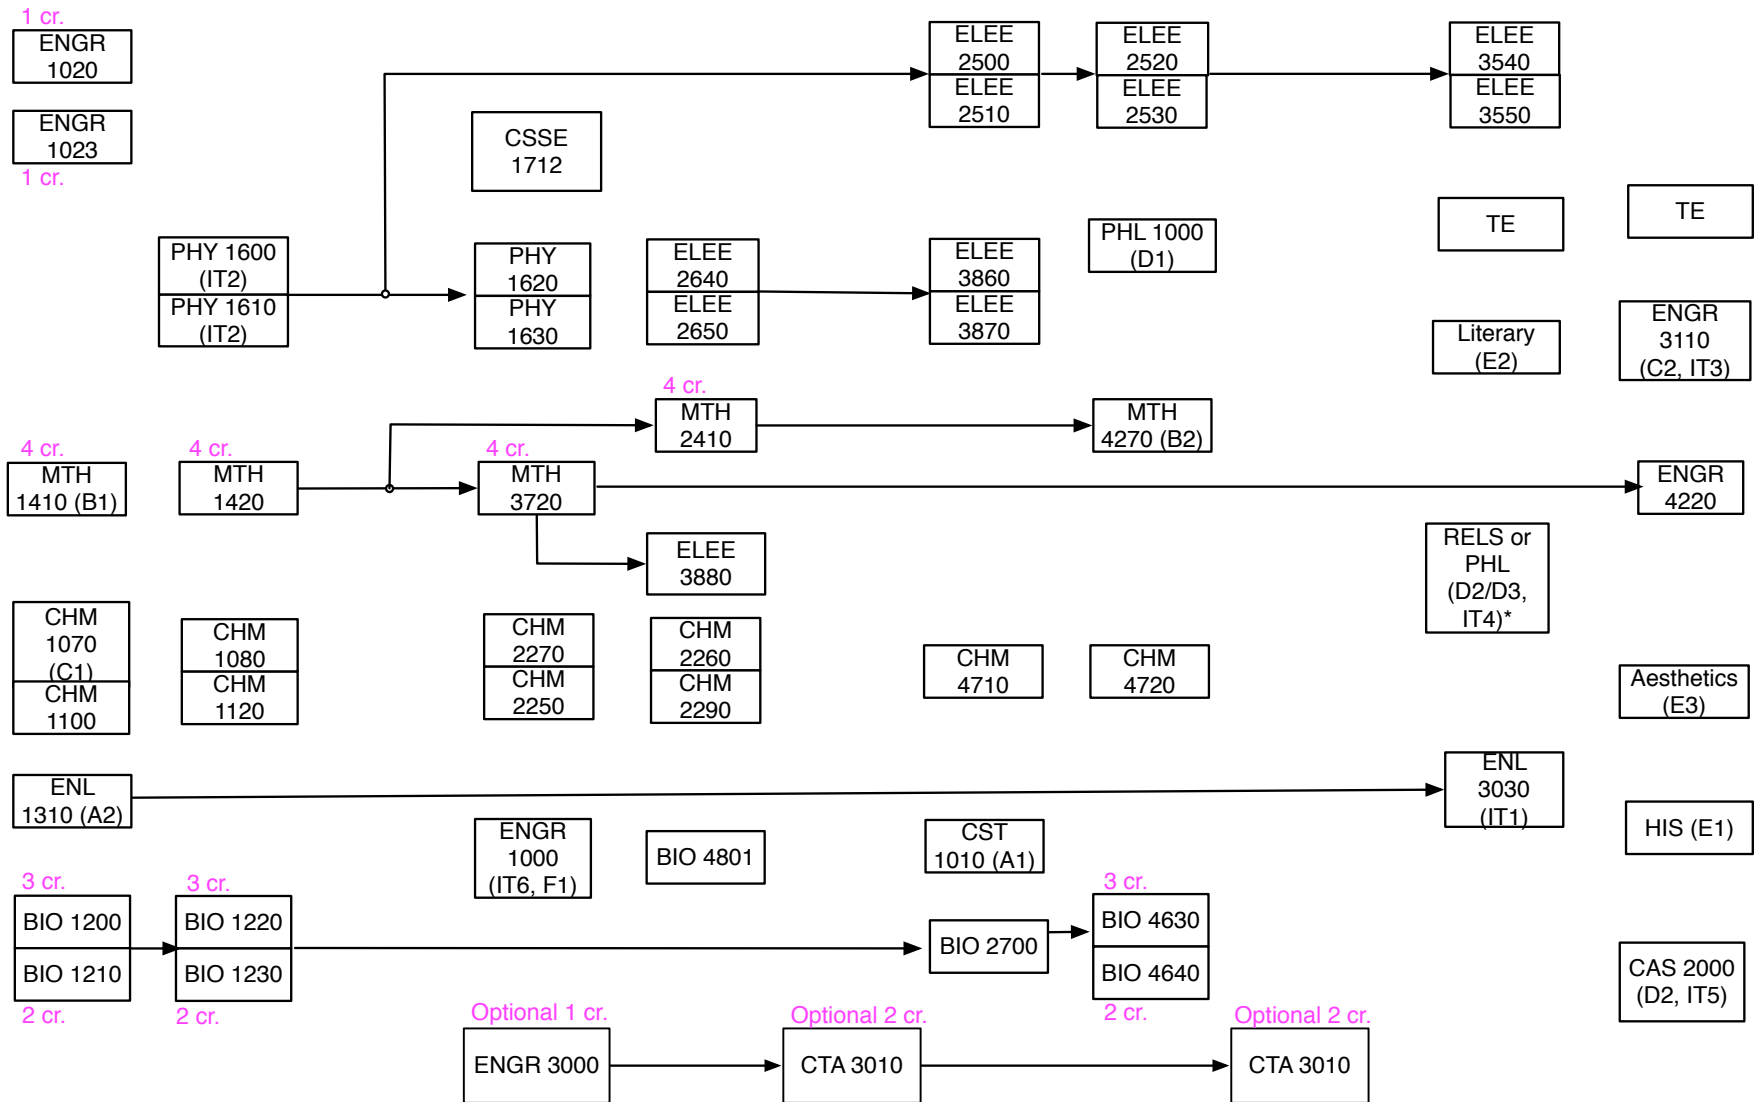 1 cr.
ENGR
1020
ENGR
1023
1 cr.
ELEE
2500
ELEE
2510
ELEE
2520
ELEE
2530
ELEE
3540
ELEE
3550
CSSE
1712
PHY 1600
(IT2)
PHY 1610
(IT2)
PHY
1620
PHY
1630
ELEE
2640
ELEE
2650
ELEE
3860
ELEE
3870
PHL 1000
(D1)
TE
TE
Literary
(E2)
ENGR
3110
(C2, IT3)
4 cr.
MTH
2410
MTH
4270 (B2)
4 cr.
MTH
1410 (B1)
4 cr.
MTH
1420
4 cr.
MTH
3720
ENGR
4220
ELEE
3880
RELS or
PHL
(D2/D3,
IT4)*
CHM
1070
(C1)
CHM
1100
CHM
1080
CHM
1120
CHM
2270
CHM
2250
CHM
2260
CHM
2290
CHM
4710
CHM
4720
Aesthetics
(E3)
ENL
1310 (A2)
ENL
3030
(IT1)
ENGR
1000
(IT6, F1)
BIO 4801
CST
1010 (A1)
HIS (E1)
3 cr.
BIO 1200
BIO 1210
2 cr.
3 cr.
BIO 1220
BIO 1230
2 cr.
BIO 2700
3 cr.
BIO 4630
BIO 4640
2 cr.
CAS 2000
(D2, IT5)
Optional 1 cr.
ENGR 3000
Optional 2 cr.
CTA 3010
Optional 2 cr.
CTA 3010